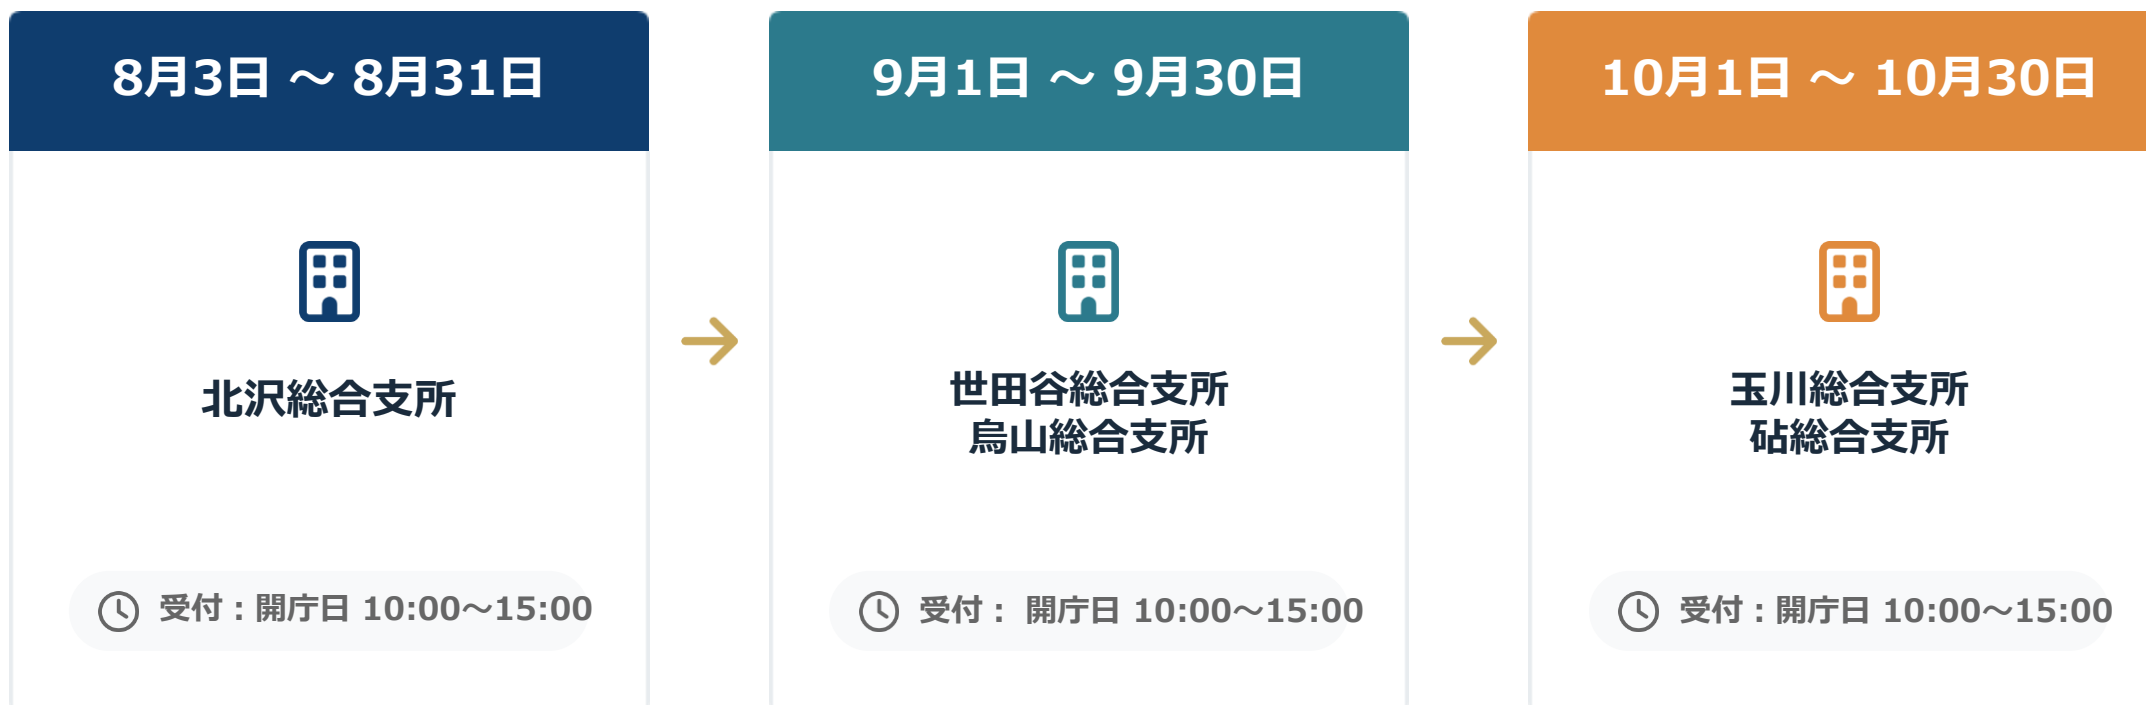 8月3日 〜 8月31日
北沢総合支所
受付：開庁日 10:00〜15:00
9月1日 〜 9月30日
世田谷総合支所
烏山総合支所
受付： 開庁日 10:00〜15:00
10月1日 〜 10月30日
玉川総合支所
砧総合支所
受付：開庁日 10:00〜15:00